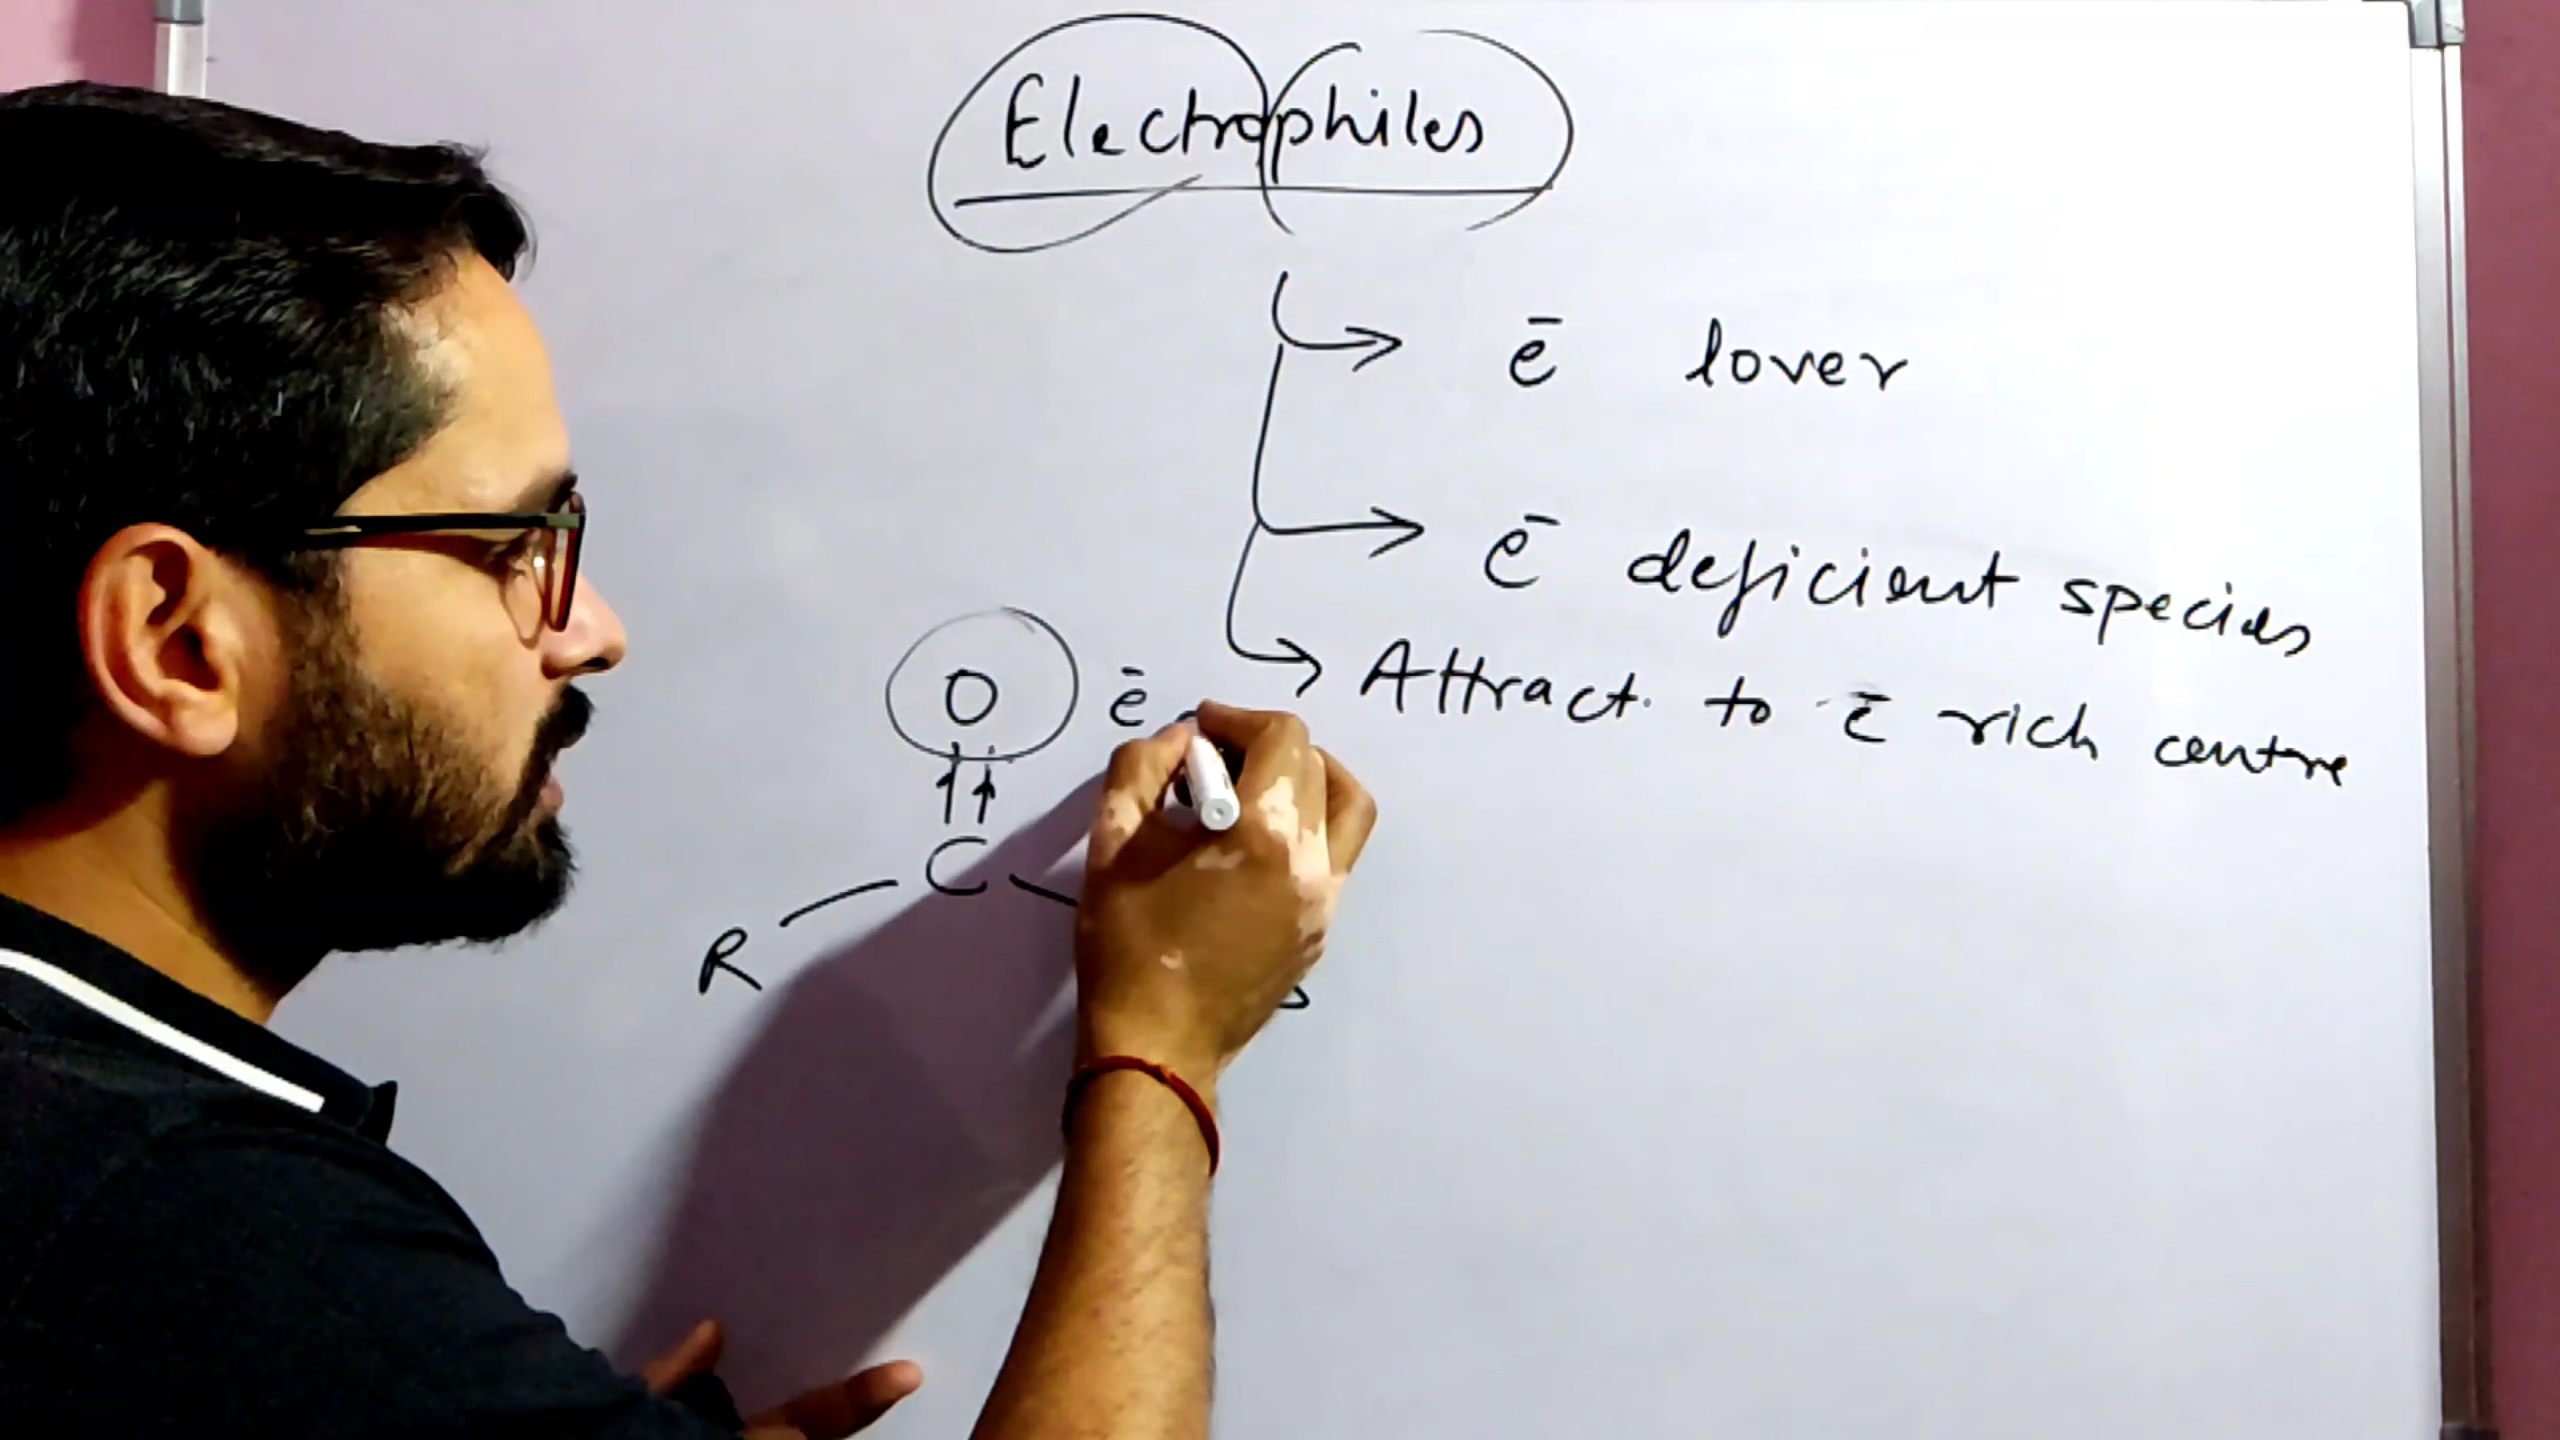 Electrophiles
ē lover
ē deficient species
Attract. to ē rich centre
O ē
C
R